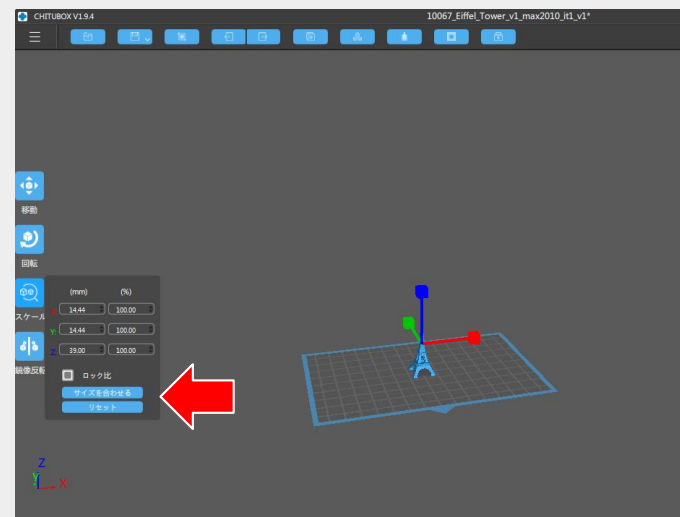 CHITUBOX V1.9.4
10067_Eiffel_Tower_v1_max2010_it1_v1*
移動
回転
スケール
鏡像反転
(mm) (%)
X: 14.44 100.00
Y: 14.44 100.00
Z: 39.00 100.00
ロック比
サイズを合わせる
リセット
Z
Y
X